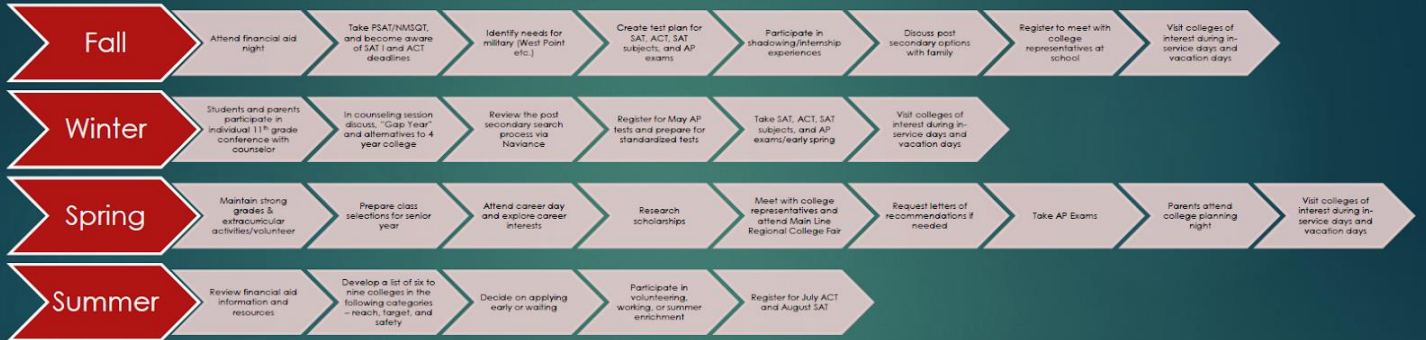 Fall
Attend financial aid
night
Take PSAT/NMSQT,
and become aware
of SAT I and ACT
deadlines
Identify needs for
military (West Point
etc.)
Create test plan for
SAT, ACT, SAT
subjects, and AP
exams
Participate in
shadowing/internship
experiences
Discuss post
secondary options
with family
Register to meet with
college
representatives at
school
Visit colleges of
interest during in-
service days and
vacation days
Winter
Students and parents
participate in
individual 11th grade
conference with
counselor
In counseling session
discuss, "Gap Year"
and alternatives to 4
year college
Review the post
secondary search
process via
Naviance
Register for May AP
tests and prepare for
standardized tests
Take SAT, ACT, SAT
subjects, and AP
exams/early spring
Visit colleges of
interest during in-
service days and
vacation days
Spring
Maintain strong
grades &
extracurricular
activities/volunteer
Prepare class
selections for senior
year
Attend career day
and explore career
interests
Research
scholarships
Meet with college
representatives and
attend Main Line
Regional College Fair
Request letters of
recommendations if
needed
Take AP Exams
Parents attend
college planning
night
Visit colleges of
interest during in-
service days and
vacation days
Summer
Review financial aid
information and
resources
Develop a list of six to
nine colleges in the
following categories
– reach, target, and
safety
Decide on applying
early or waiting
Participate in
volunteering,
working, or summer
enrichment
Register for July ACT
and August SAT